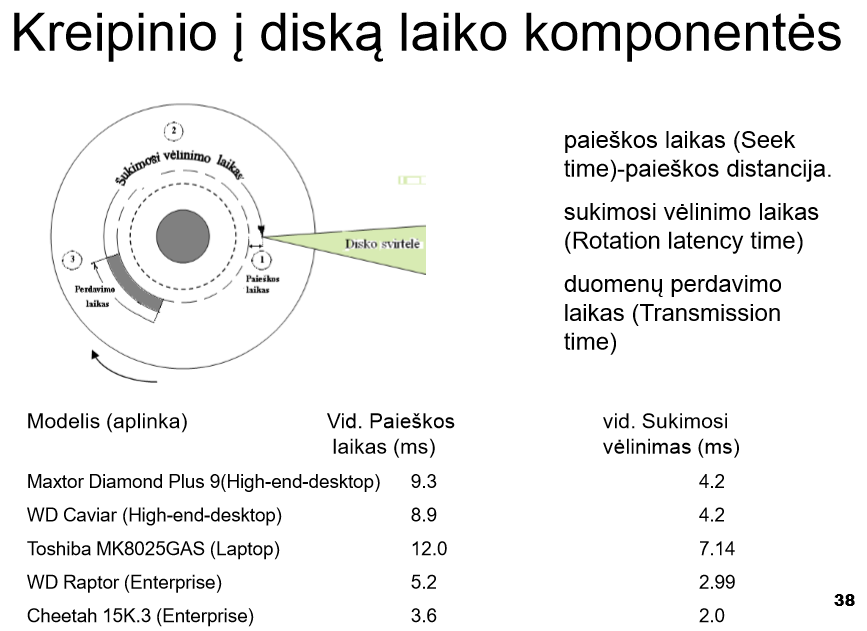 Kreipinio į diską laiko komponentės
2
Sukimosi vėlinimo laikas
Disko svirtelė
3
1
Paieškos
laikas
Perdavimo
laikas
paieškos laikas (Seek
time)-paieškos distancija.
sukimosi vėlinimo laikas
(Rotation latency time)
duomenų perdavimo
laikas (Transmission
time)
Modelis (aplinka) Vid. Paieškos laikas (ms) vid. Sukimosi vėlinimas (ms)
Maxtor Diamond Plus 9(High-end-desktop) 9.3 4.2
WD Caviar (High-end-desktop) 8.9 4.2
Toshiba MK8025GAS (Laptop) 12.0 7.14
WD Raptor (Enterprise) 5.2 2.99
Cheetah 15K.3 (Enterprise) 3.6 2.0
38